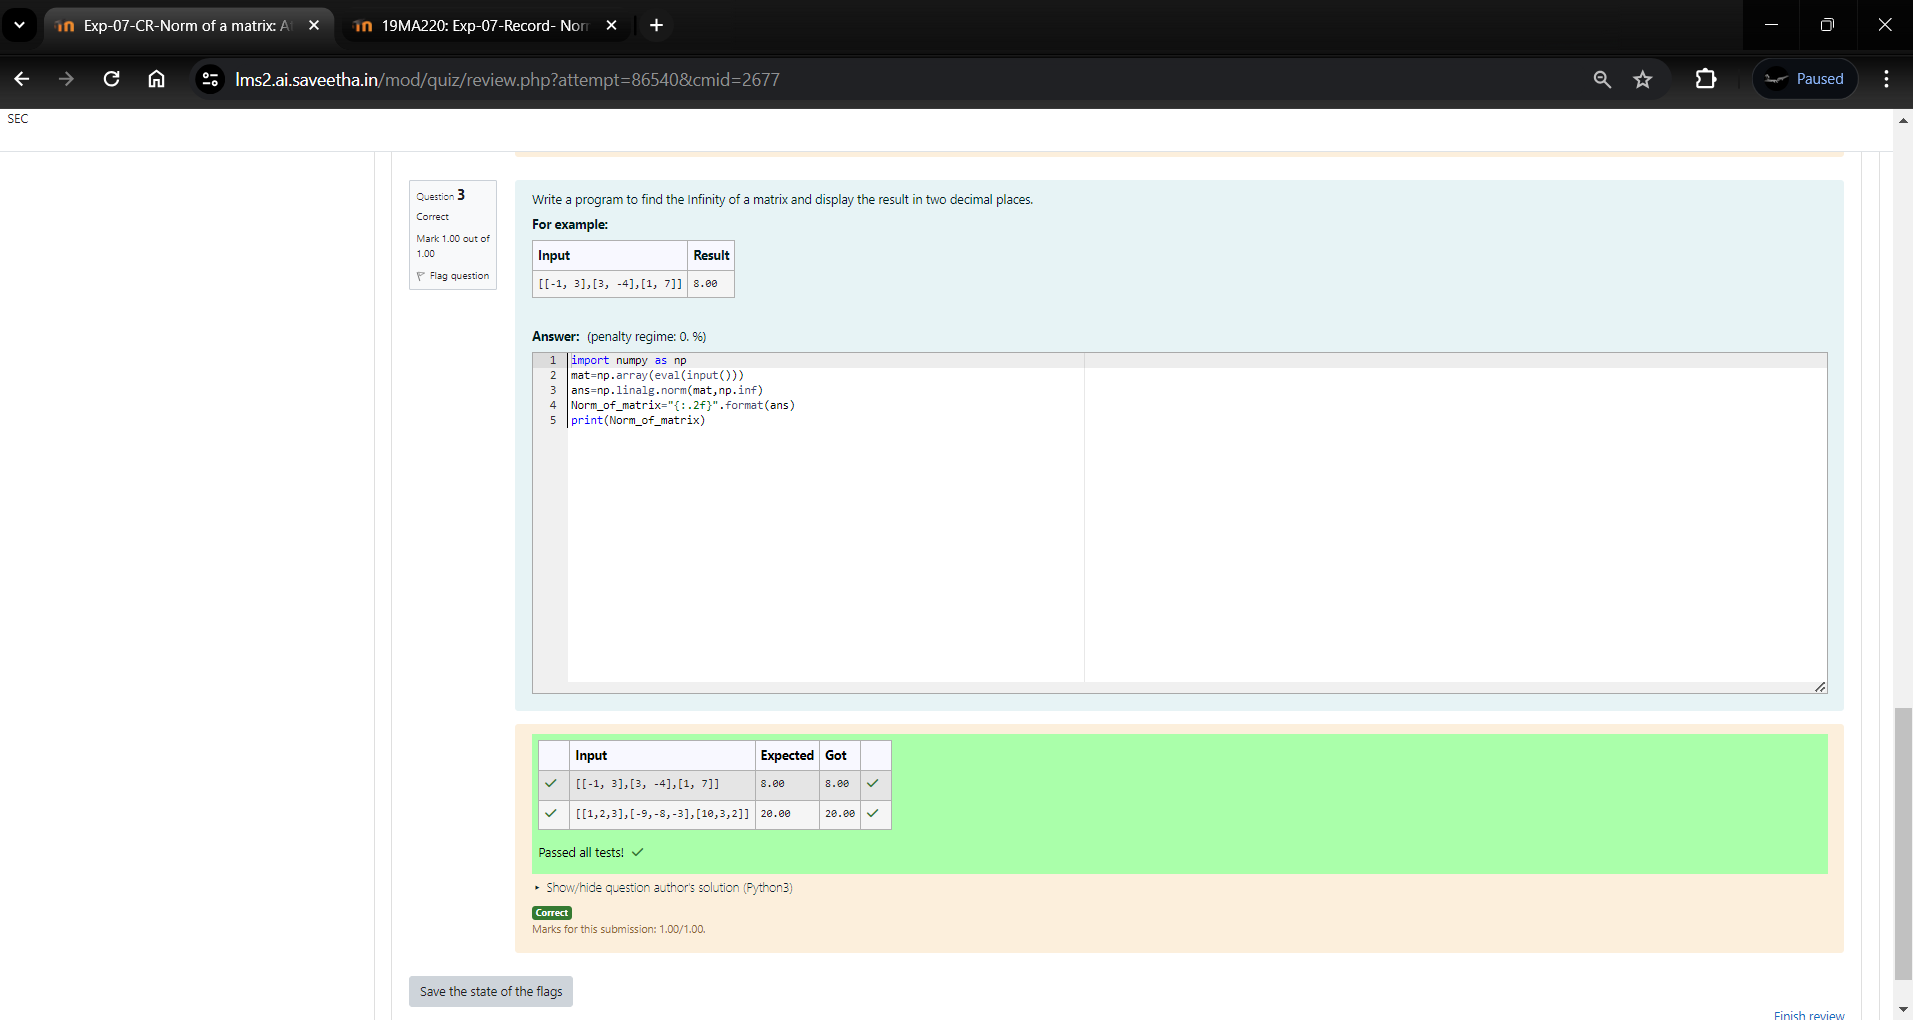 Exp-07-CR-Norm of a matrix: A
19MA220: Exp-07-Record- Nor
lms2.ai.saveetha.in/mod/quiz/review.php?attempt=86540&cmid=2677
Paused
SEC
Question 3
Correct
Mark 1.00 out of
1.00
Flag question
Write a program to find the Infinity of a matrix and display the result in two decimal places.
For example:
Input Result
[[-1, 3],[3, -4],[1, 7]] 8.00
Answer: (penalty regime: 0. %)
1 import numpy as np
2 mat=np.array(eval(input()))
3 ans=np.linalg.norm(mat,np.inf)
4 Norm_of_matrix="{:.2f}".format(ans)
5 print(Norm_of_matrix)
Input Expected Got
[[-1, 3],[3, -4],[1, 7]] 8.00 8.00
[[1,2,3],[-9,-8,-3],[10,3,2]] 20.00 20.00
Passed all tests!
Show/hide question author's solution (Python3)
Correct
Marks for this submission: 1.00/1.00.
Save the state of the flags
Finish review